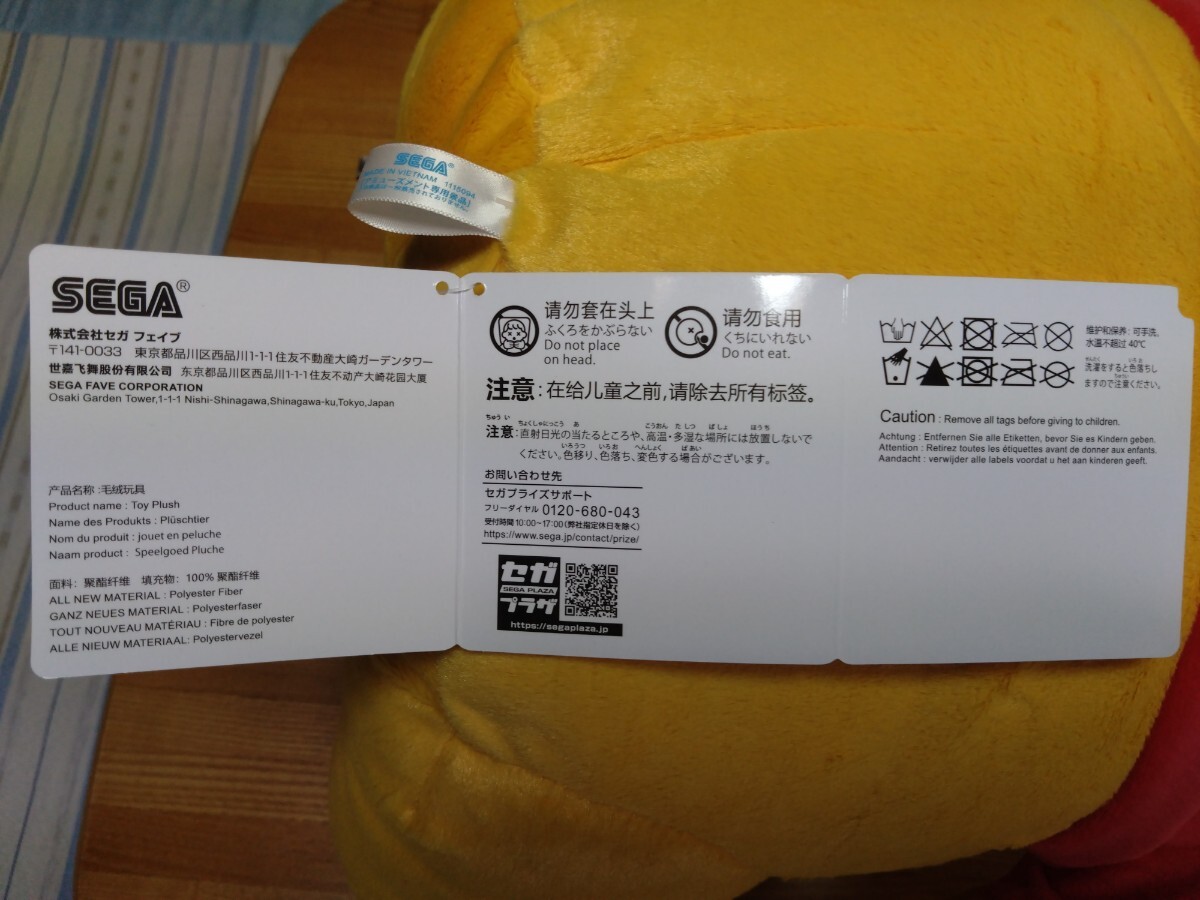 SEGA®
MADE IN VIETNAM 1115094
SEGA®
株式会社セガ フェイブ
〒141-0033 東京都品川区西品川1-1-1住友不動産大崎ガーデンタワー
世嘉飞舞股份有限公司 东京都品川区西品川1-1-1住友不动产大崎花园大厦
SEGA FAVE CORPORATION
Osaki Garden Tower,1-1-1 Nishi-Shinagawa,Shinagawa-ku,Tokyo,Japan
产品名称:毛绒玩具
Product name : Toy Plush
Name des Produkts : Plüschtier
Nom du produit : jouet en peluche
Naam product : Speelgoed Pluche
面料: 聚酯纤维 填充物: 100% 聚酯纤维
ALL NEW MATERIAL : Polyester Fiber
GANZ NEUES MATERIAL : Polyesterfaser
TOUT NOUVEAU MATÉRIAU : Fibre de polyester
ALLE NIEUW MATERIAAL: Polyestervezel
请勿套在头上
ふくろをかぶらない
Do not place
on head.
请勿食用
くちにいれない
Do not eat.
注意: 在给儿童之前,请除去所有标签。
注意:直射日光の当たるところや、高温・多湿な場所には放置しないで
ください。色移り、色落ち、変色する場合がございます。
お問い合わせ先
セガプライズサポート
フリーダイヤル 0120-680-043
受付時間10:00~17:00(弊社指定休日を除く)
https://www.sega.jp/contact/prize/
セガ
SEGA PLAZA
プラザ
https://segaplaza.jp
维护和保养: 可手洗,
水温不超 40℃
洗濯をすると色落ちし
ますので注意ください。
Caution : Remove all tags before giving to children.
Achtung : Entfernen Sie alle Etiketten, bevor Sie es Kindern geben.
Attention : Retirez toutes les étiquettes avant de donner aux enfants.
Aandacht : verwijder alle labels voordat u het aan kinderen geeft.